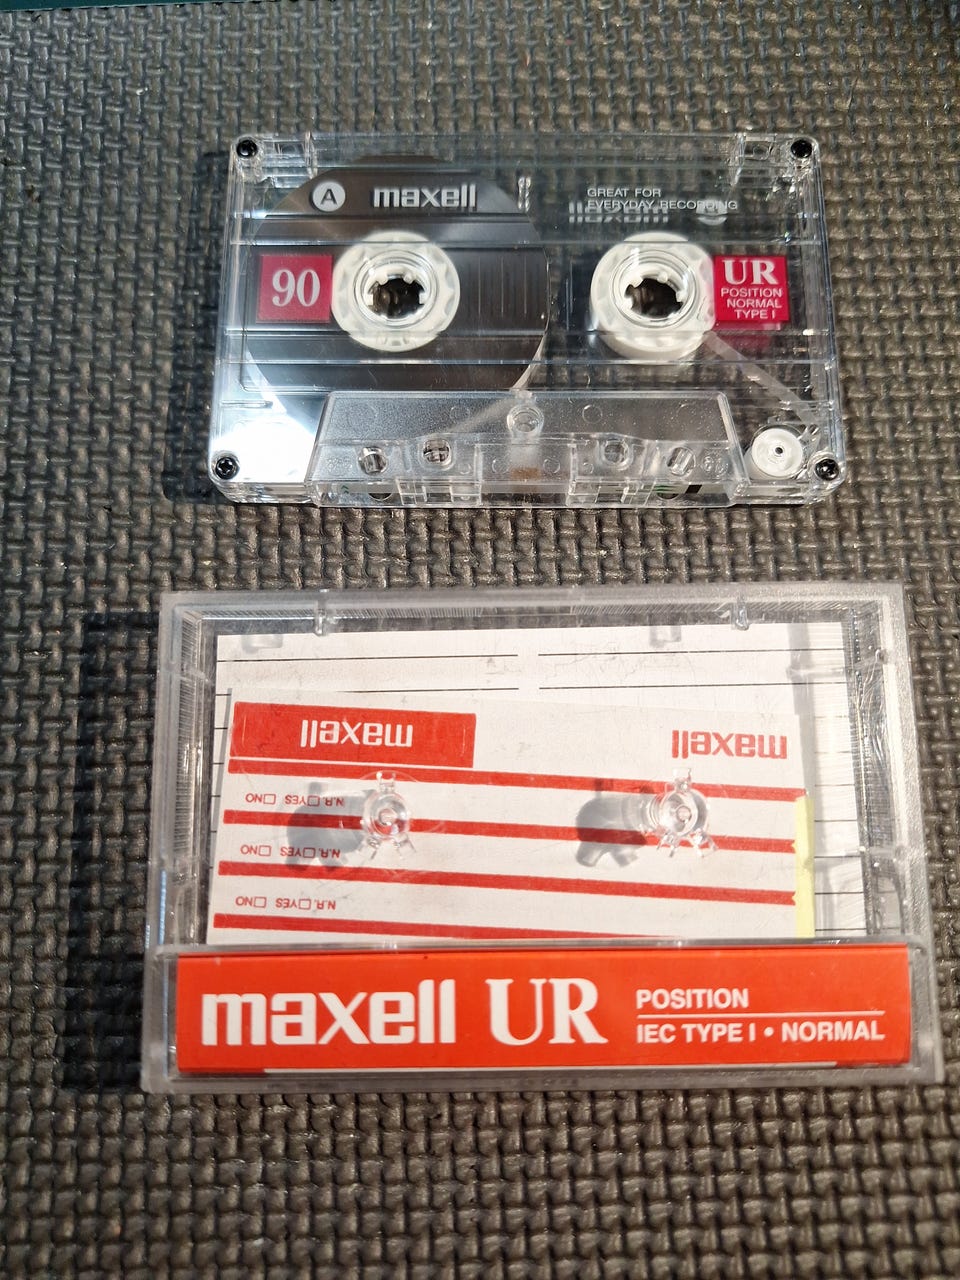 A maxell
GREAT FOR
EVERYDAY RECORDING
90
UR
POSITION
NORMAL
TYPE I
maxell
maxell
N.R. □YES □NO
N.R. □YES □NO
N.R. □YES □NO
maxell UR
POSITION
IEC TYPE I • NORMAL